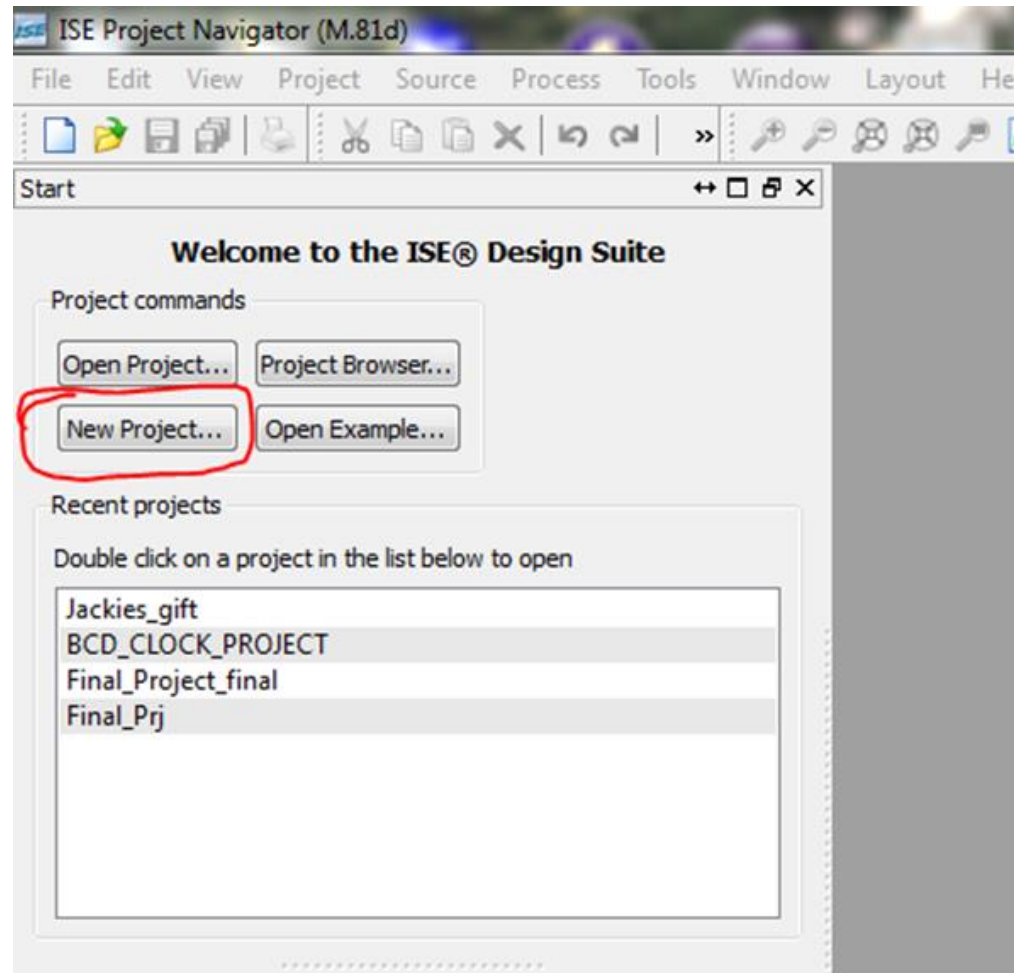 ISE ISE Project Navigator (M.81d)
File Edit View Project Source Process Tools Window Layout He
Start
Welcome to the ISE® Design Suite
Project commands
Open Project... Project Browser...
New Project... Open Example...
Recent projects
Double click on a project in the list below to open
Jackies_gift
BCD_CLOCK_PROJECT
Final_Project_final
Final_Prj